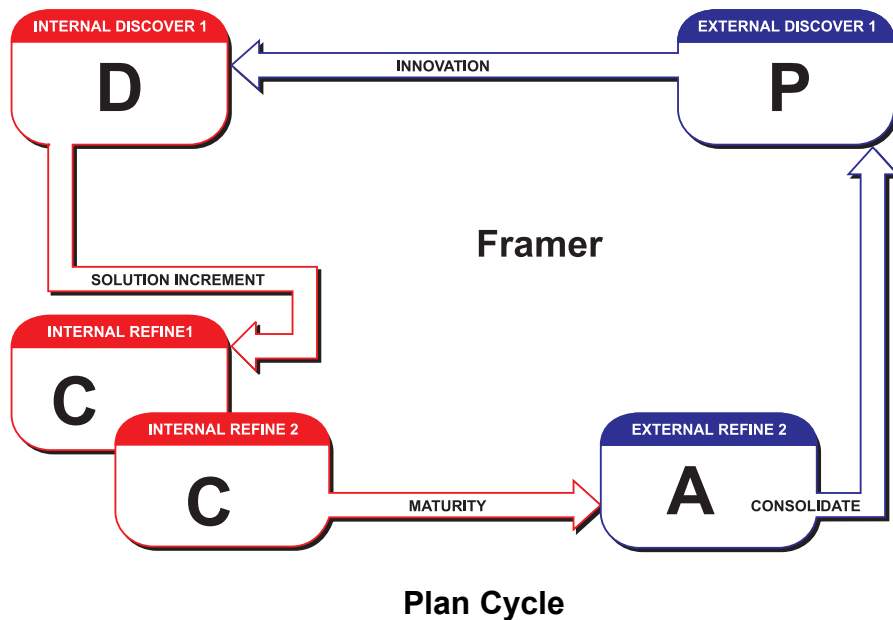 INTERNAL DISCOVER 1
D
EXTERNAL DISCOVER 1
P
INNOVATION
Framer
SOLUTION INCREMENT
INTERNAL REFINE1
C
INTERNAL REFINE 2
C
MATURITY
EXTERNAL REFINE 2
A
CONSOLIDATE
Plan Cycle